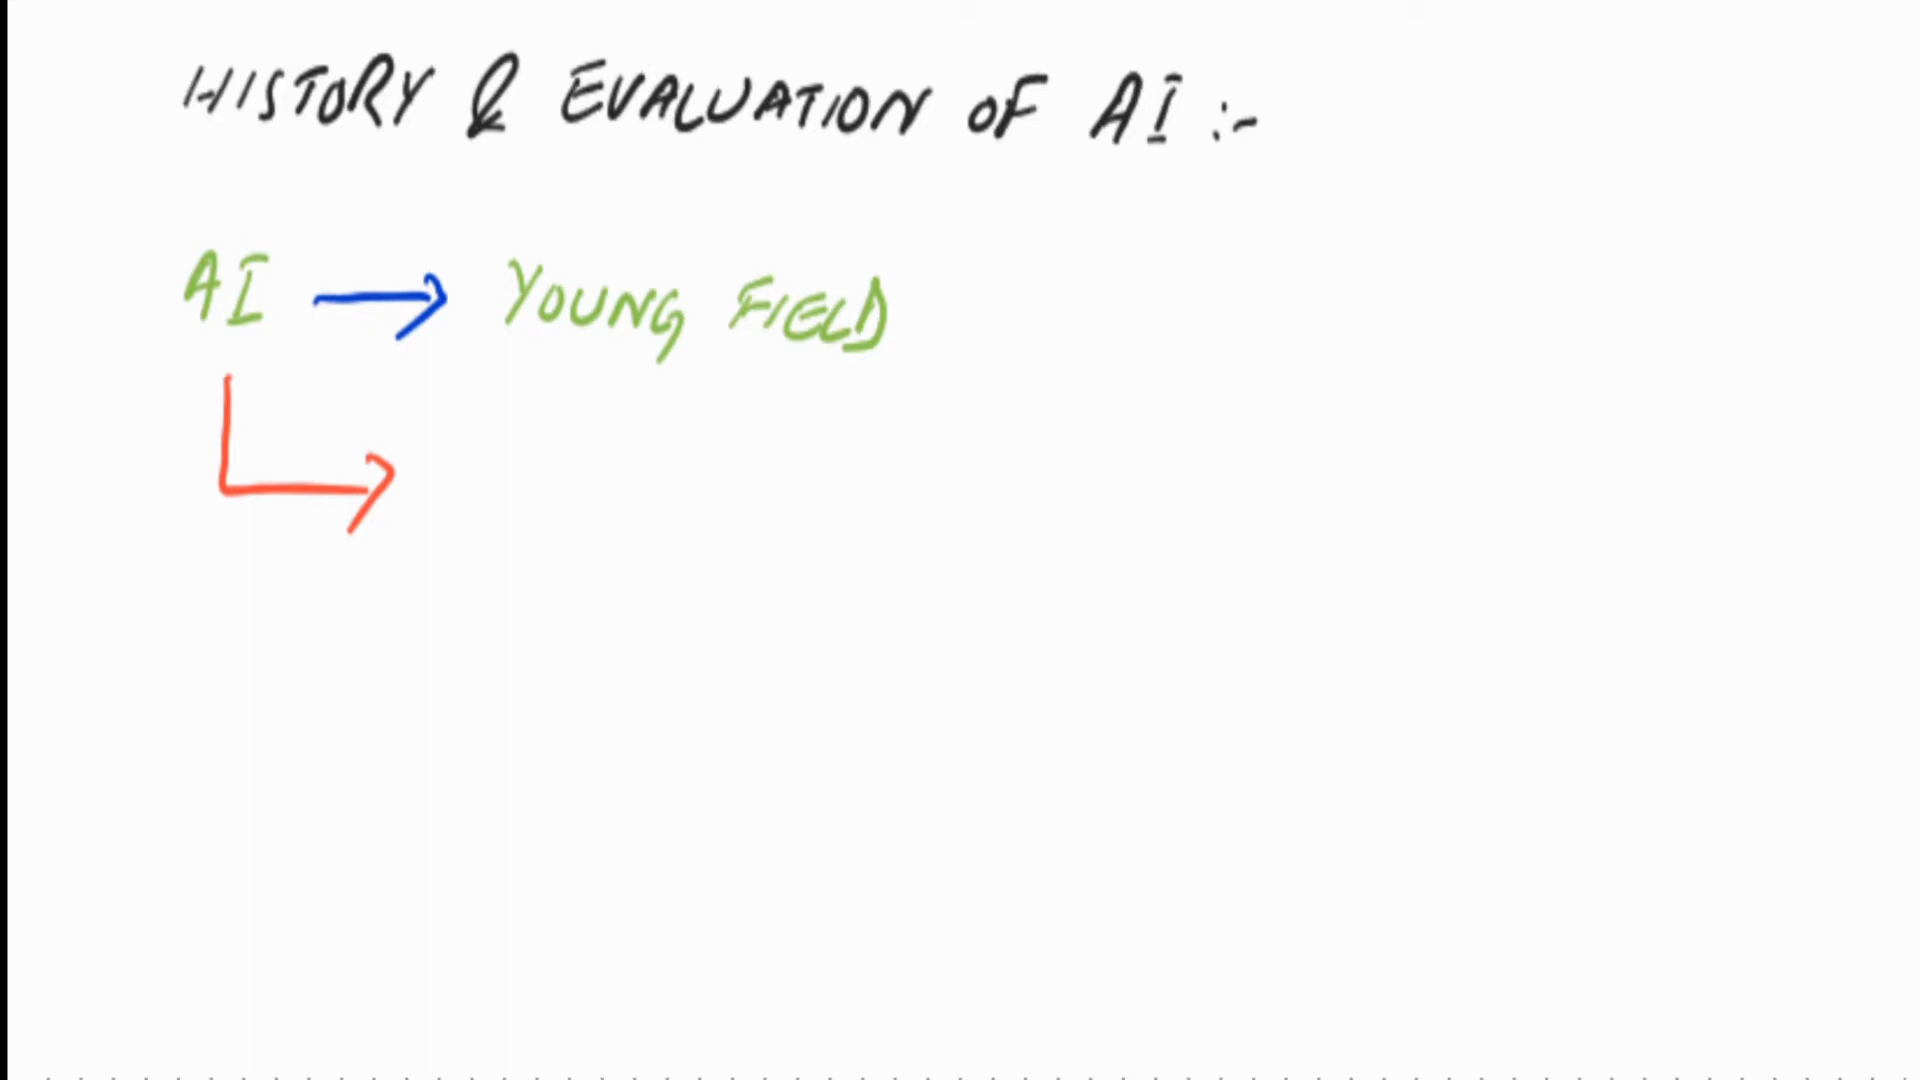 HISTORY & EVALUATION OF AI :-
AI → YOUNG FIELD